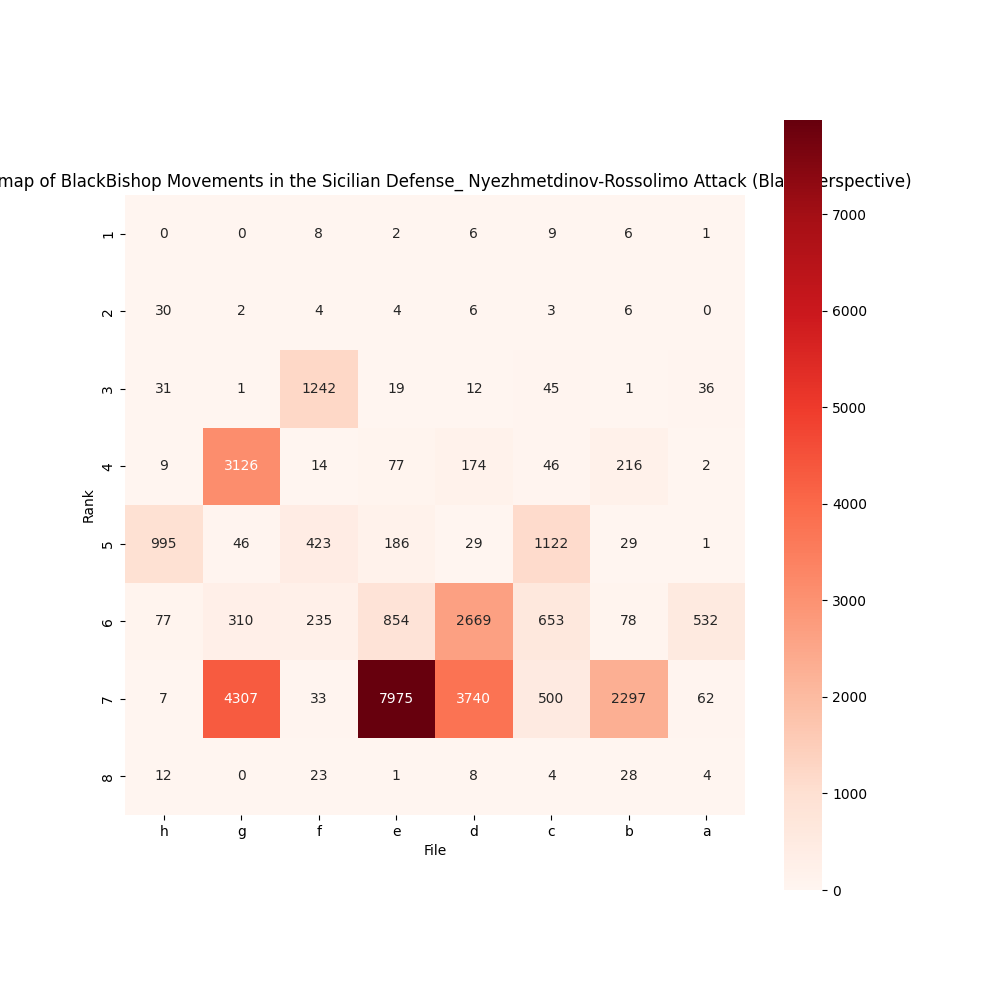 map of BlackBishop Movements in the Sicilian Defense_ Nyezhmetdinov-Rossolimo Attack (Bla erspective)
1 0 0 8 2 6 9 6 1
2 30 2 4 4 6 3 6 0
3 31 1 1242 19 12 45 1 36
4 9 3126 14 77 174 46 216 2
5 995 46 423 186 29 1122 29 1
6 77 310 235 854 2669 653 78 532
7 7 4307 33 7975 3740 500 2297 62
8 12 0 23 1 8 4 28 4
h g f e d c b a
File
Rank
7000
6000
5000
4000
3000
2000
1000
0